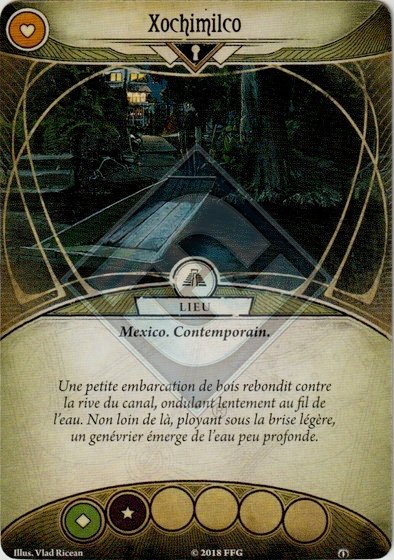 Xochimilco
LIEU
Mexico. Contemporain.
Une petite embarcation de bois rebondit contre
la rive du canal, ondulant lentement au fil de
l'eau. Non loin de là, ployant sous la brise légère,
un genévrier émerge de l'eau peu profonde.
Illus. Vlad Ricean
© 2018 FFG